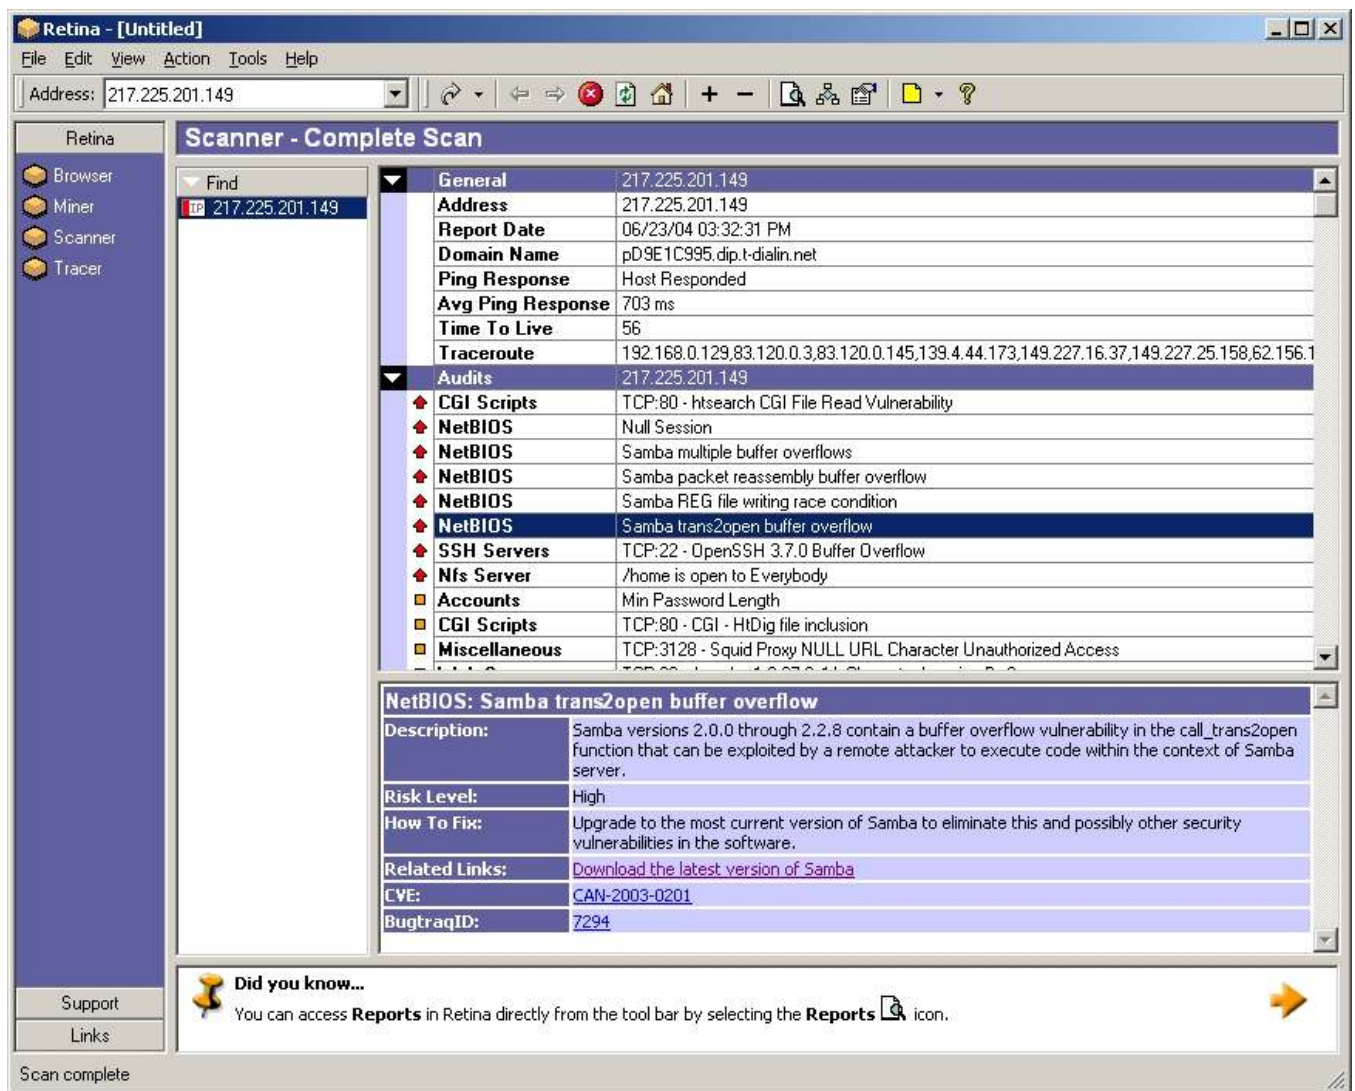 Retina - [Untitled]
File Edit View Action Tools Help
Address: 217.225.201.149
Retina
Browser
Miner
Scanner
Tracer
Support
Links
Scanner - Complete Scan
Find
IP 217.225.201.149
General 217.225.201.149
Address 217.225.201.149
Report Date 06/23/04 03:32:31 PM
Domain Name pD9E1C995.dip.t-dialin.net
Ping Response Host Responded
Avg Ping Response 703 ms
Time To Live 56
Traceroute 192.168.0.129,83.120.0.3,83.120.0.145,139.4.44.173,149.227.16.37,149.227.25.158,62.156.1
Audits 217.225.201.149
CGI Scripts TCP:80 - htsearch CGI File Read Vulnerability
NetBIOS Null Session
NetBIOS Samba multiple buffer overflows
NetBIOS Samba packet reassembly buffer overflow
NetBIOS Samba REG file writing race condition
NetBIOS Samba trans2open buffer overflow
SSH Servers TCP:22 - OpenSSH 3.7.0 Buffer Overflow
Nfs Server /home is open to Everybody
Accounts Min Password Length
CGI Scripts TCP:80 - CGI - HtDig file inclusion
Miscellaneous TCP:3128 - Squid Proxy NULL URL Character Unauthorized Access
NetBIOS: Samba trans2open buffer overflow
Description: Samba versions 2.0.0 through 2.2.8 contain a buffer overflow vulnerability in the call_trans2open
function that can be exploited by a remote attacker to execute code within the context of Samba
server.
Risk Level: High
How To Fix: Upgrade to the most current version of Samba to eliminate this and possibly other security
vulnerabilities in the software.
Related Links: Download the latest version of Samba
CVE: CAN-2003-0201
BugtraqID: 7294
Did you know...
You can access Reports in Retina directly from the tool bar by selecting the Reports icon.
Scan complete